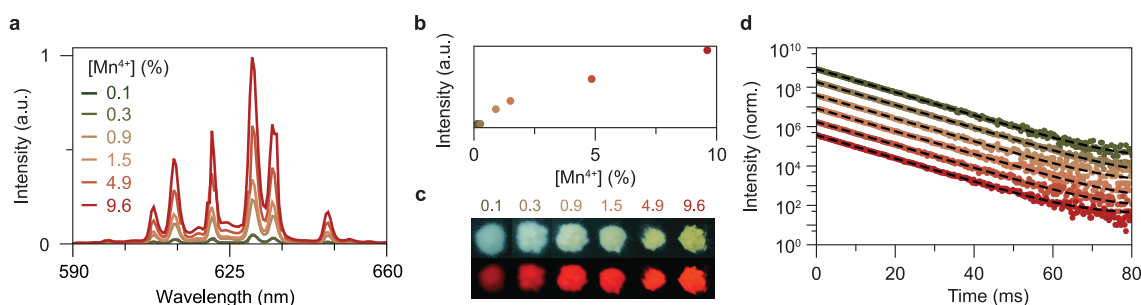 a
1
0
Intensity (a.u.)
[Mn⁴⁺] (%)
0.1
0.3
0.9
1.5
4.9
9.6
590 625 660
Wavelength (nm)
b
Intensity (a.u.)
0 5 10
[Mn⁴⁺] (%)
c
0.1 0.3 0.9 1.5 4.9 9.6
d
Intensity (norm.)
10¹⁰
10⁸
10⁶
10⁴
10²
10⁰
0 20 40 60 80
Time (ms)